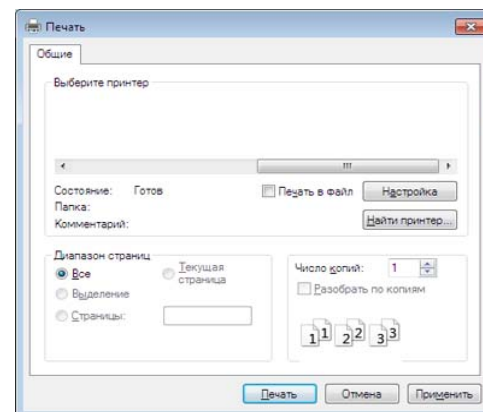 Печать
Общие
Выберите принтер
Состояние: Готов
Печать в файл
Настройка
Папка:
Комментарий:
Найти принтер...
Диапазон страниц
Все
Текущая страница
Выделение
Страницы:
Число копий: 1
Разобрать по копиям
1 1 2 2 3 3
Печать
Отмена
Применить